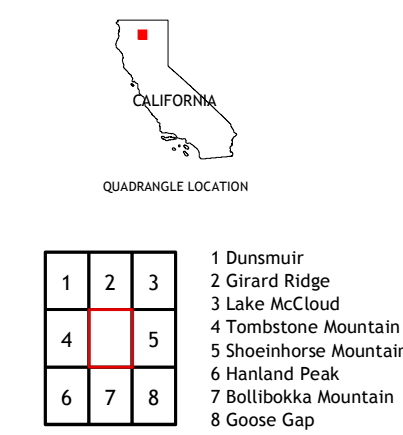 CALIFORNIA
QUADRANGLE LOCATION
1 2 3
4 5
6 7 8
1 Dunsmuir
2 Girard Ridge
3 Lake McCloud
4 Tombstone Mountain
5 Shoeinhorse Mountain
6 Hanland Peak
7 Bollibokka Mountain
8 Goose Gap